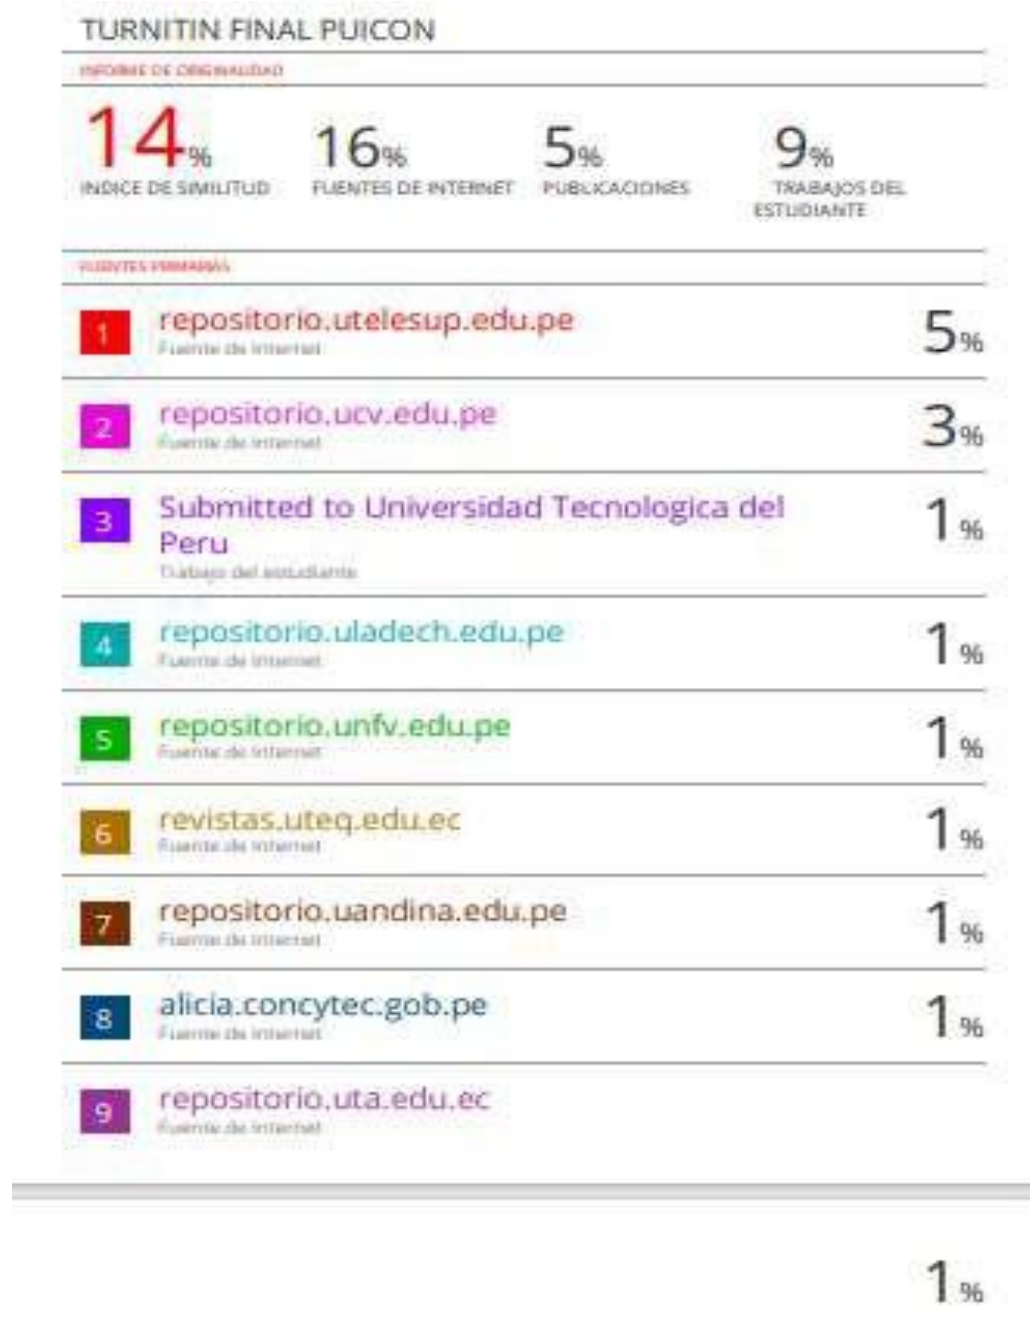 TURNITIN FINAL PUICON
INFORME DE ORIGINALIDAD
14% 16% 5% 9%
INDICE DE SIMILITUD FUENTES DE INTERNET PUBLICACIONES TRABAJOS DEL
ESTUDIANTE
FUENTES PRIMARIAS
1 repositorio.utelesup.edu.pe 5%
Fuente de Internet
2 repositorio.ucv.edu.pe 3%
Fuente de Internet
3 Submitted to Universidad Tecnologica del 1%
Peru
Trabajo del estudiante
4 repositorio.uladech.edu.pe 1%
Fuente de Internet
5 repositorio.unfv.edu.pe 1%
Fuente de Internet
6 revistas.uteq.edu.ec 1%
Fuente de Internet
7 repositorio.uandina.edu.pe 1%
Fuente de Internet
8 alicia.concytec.gob.pe 1%
Fuente de Internet
9 repositorio.uta.edu.ec
Fuente de Internet
1%